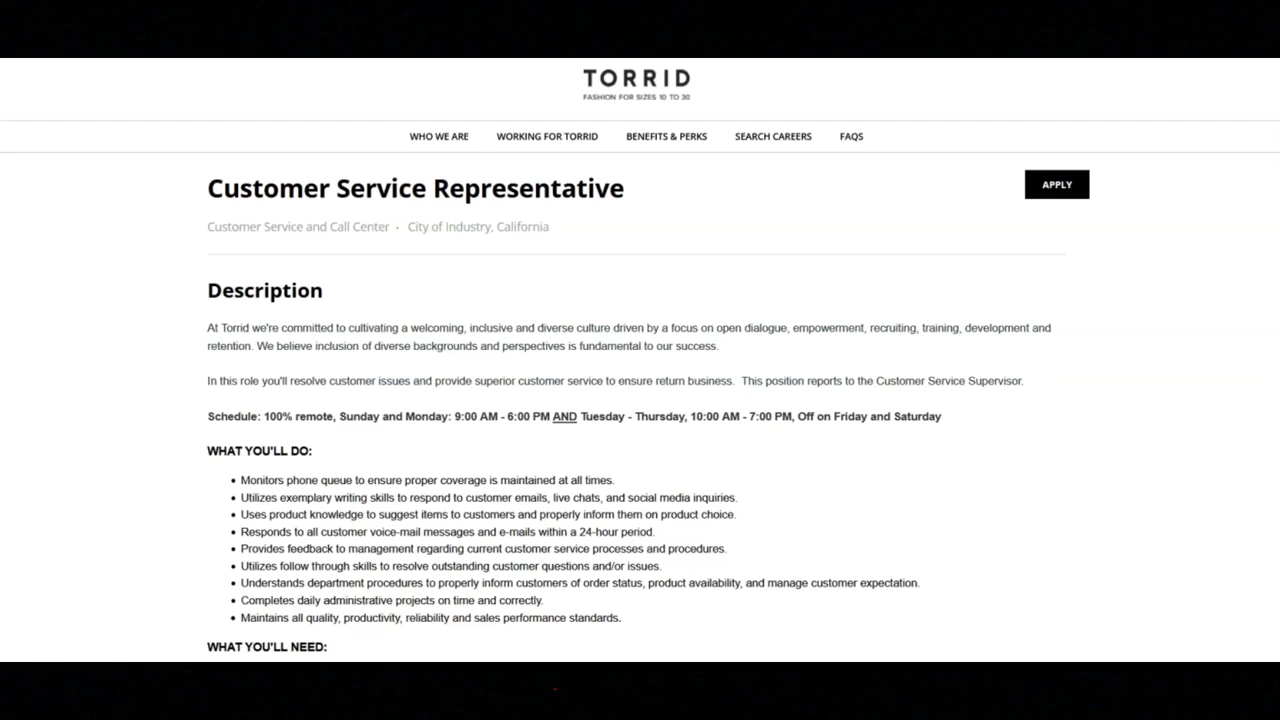 TORRID
FASHION FOR SIZES 10 TO 30
WHO WE ARE WORKING FOR TORRID BENEFITS & PERKS SEARCH CAREERS FAQS
Customer Service Representative
APPLY
Customer Service and Call Center • City of Industry, California
Description
At Torrid we're committed to cultivating a welcoming, inclusive and diverse culture driven by a focus on open dialogue, empowerment, recruiting, training, development and
retention. We believe inclusion of diverse backgrounds and perspectives is fundamental to our success.
In this role you'll resolve customer issues and provide superior customer service to ensure return business. This position reports to the Customer Service Supervisor.
Schedule: 100% remote, Sunday and Monday: 9:00 AM - 6:00 PM AND Tuesday - Thursday, 10:00 AM - 7:00 PM, Off on Friday and Saturday
WHAT YOU'LL DO:
• Monitors phone queue to ensure proper coverage is maintained at all times.
• Utilizes exemplary writing skills to respond to customer emails, live chats, and social media inquiries.
• Uses product knowledge to suggest items to customers and properly inform them on product choice.
• Responds to all customer voice-mail messages and e-mails within a 24-hour period.
• Provides feedback to management regarding current customer service processes and procedures.
• Utilizes follow through skills to resolve outstanding customer questions and/or issues.
• Understands department procedures to properly inform customers of order status, product availability, and manage customer expectation.
• Completes daily administrative projects on time and correctly.
• Maintains all quality, productivity, reliability and sales performance standards.
WHAT YOU'LL NEED: